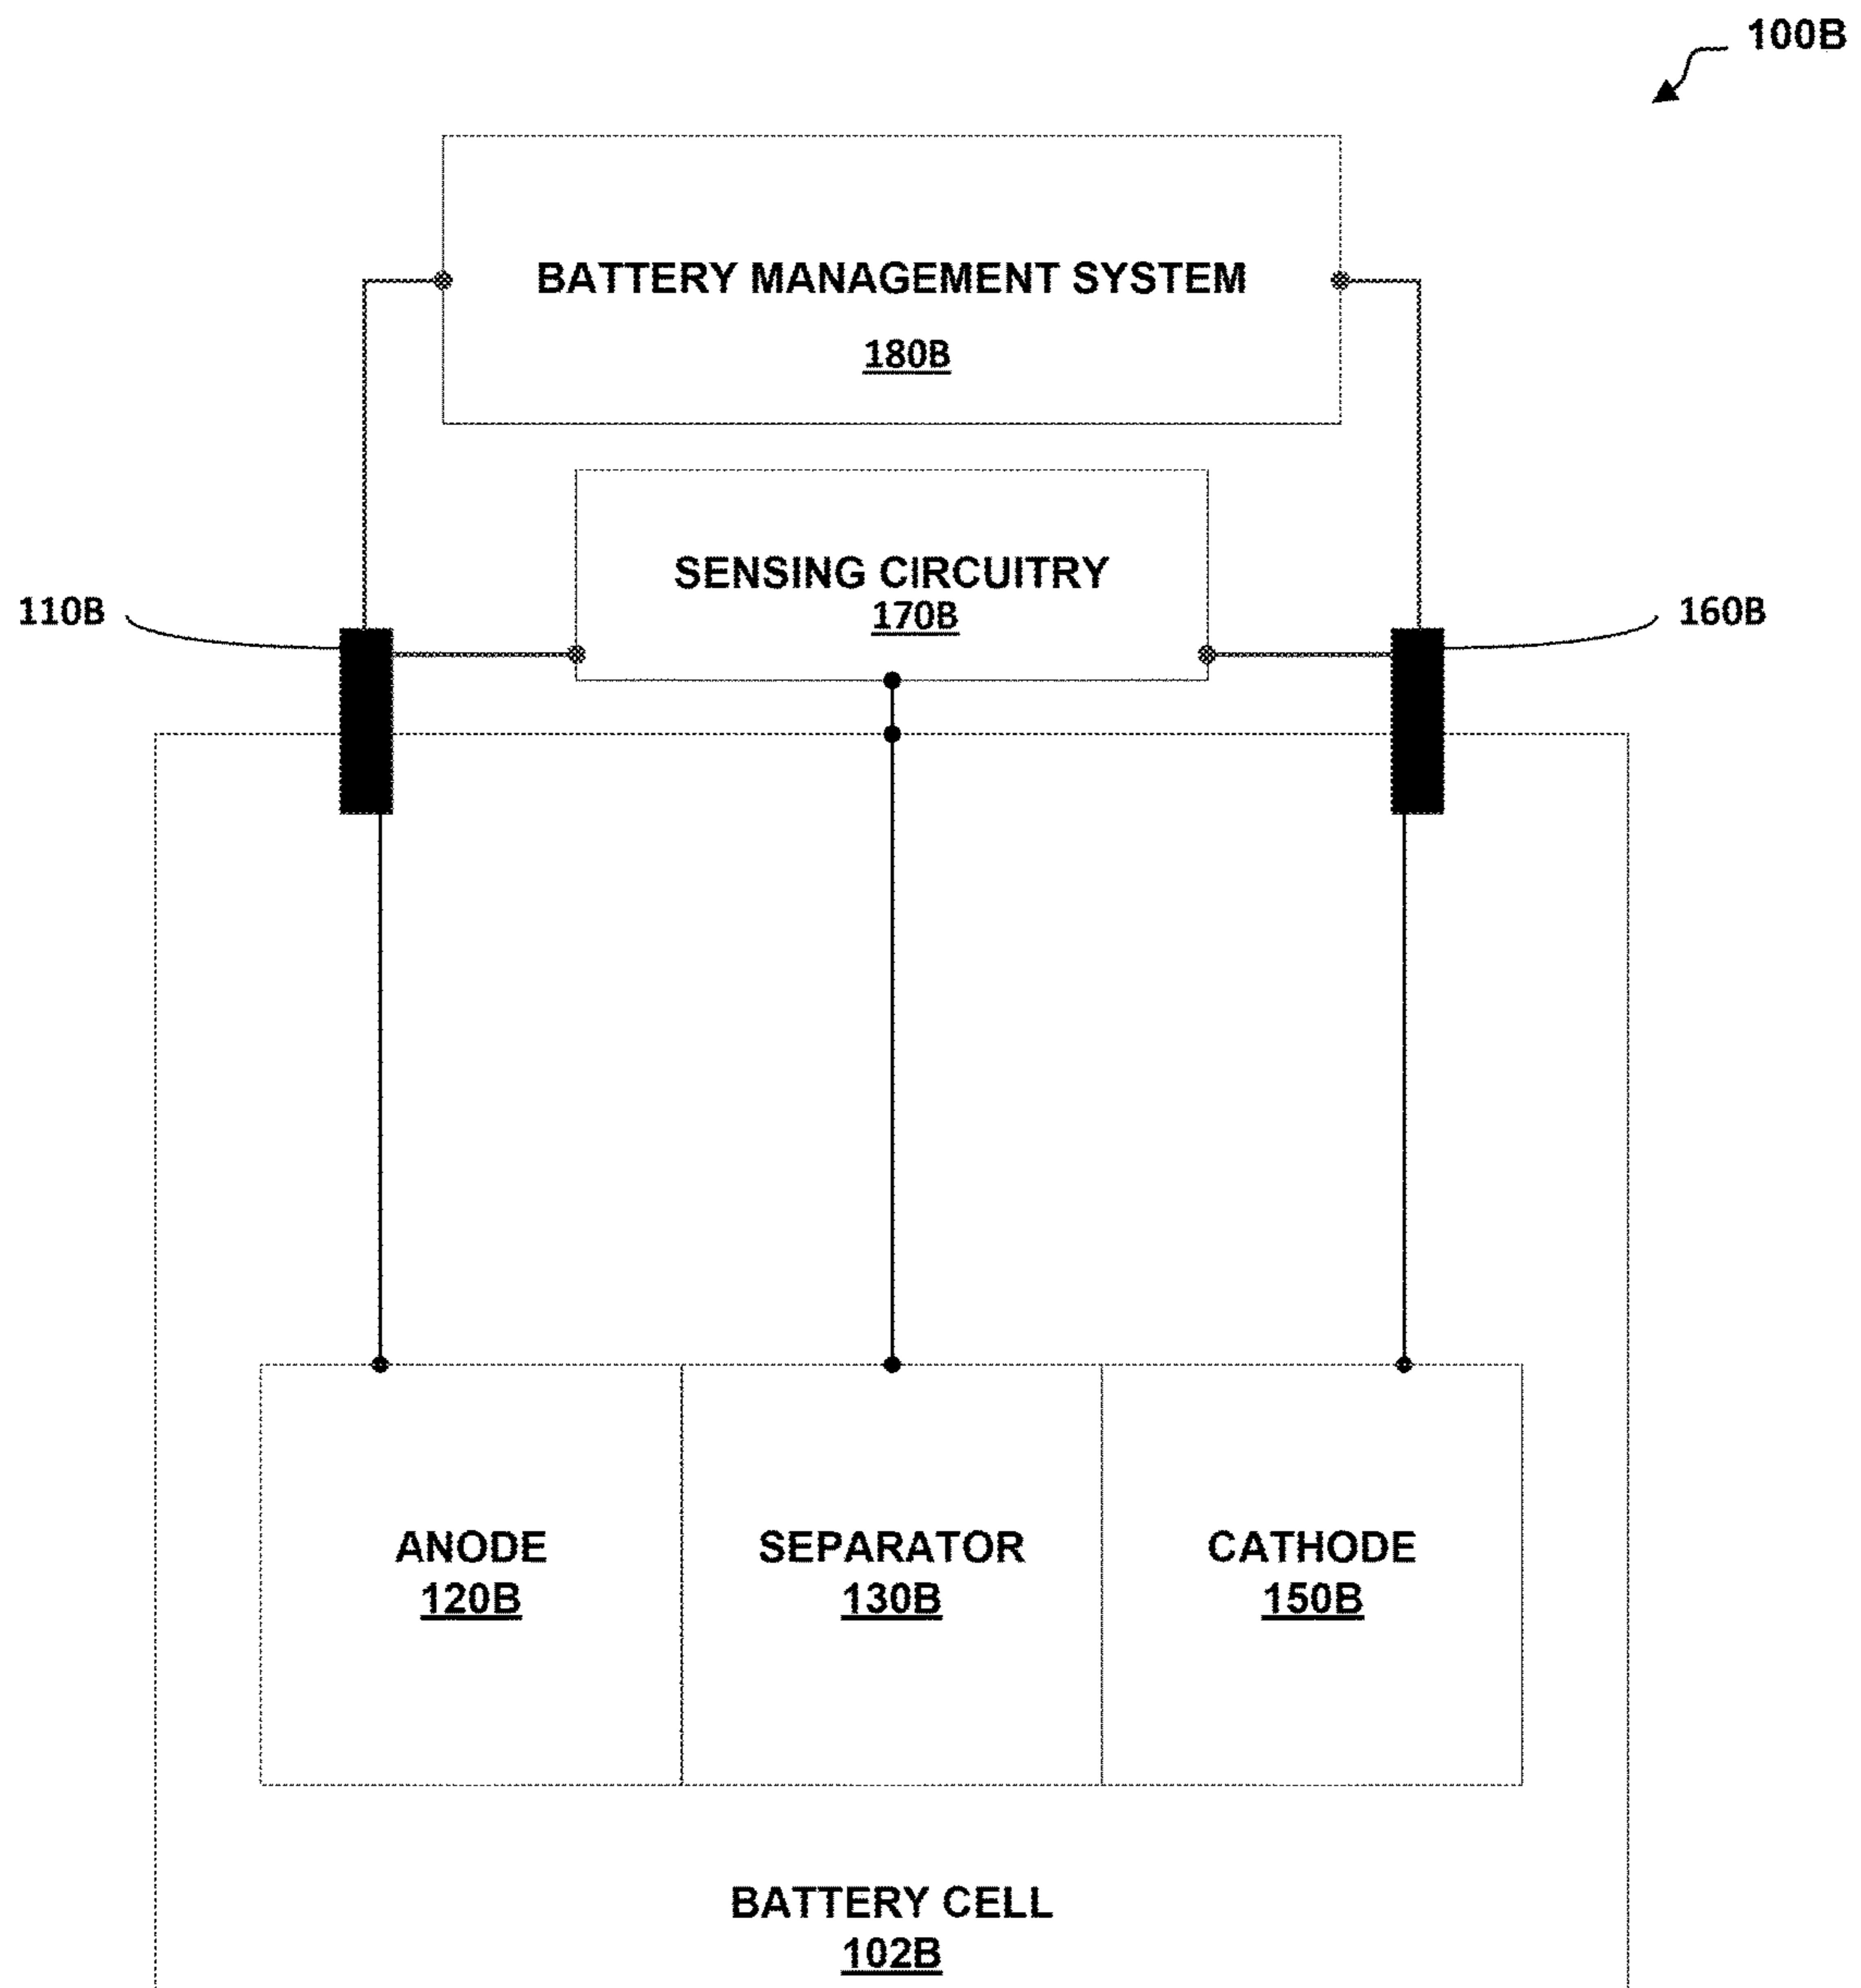 100B
BATTERY MANAGEMENT SYSTEM
180B
SENSING CIRCUITRY
170B
110B
160B
ANODE
120B
SEPARATOR
130B
CATHODE
150B
BATTERY CELL
102B